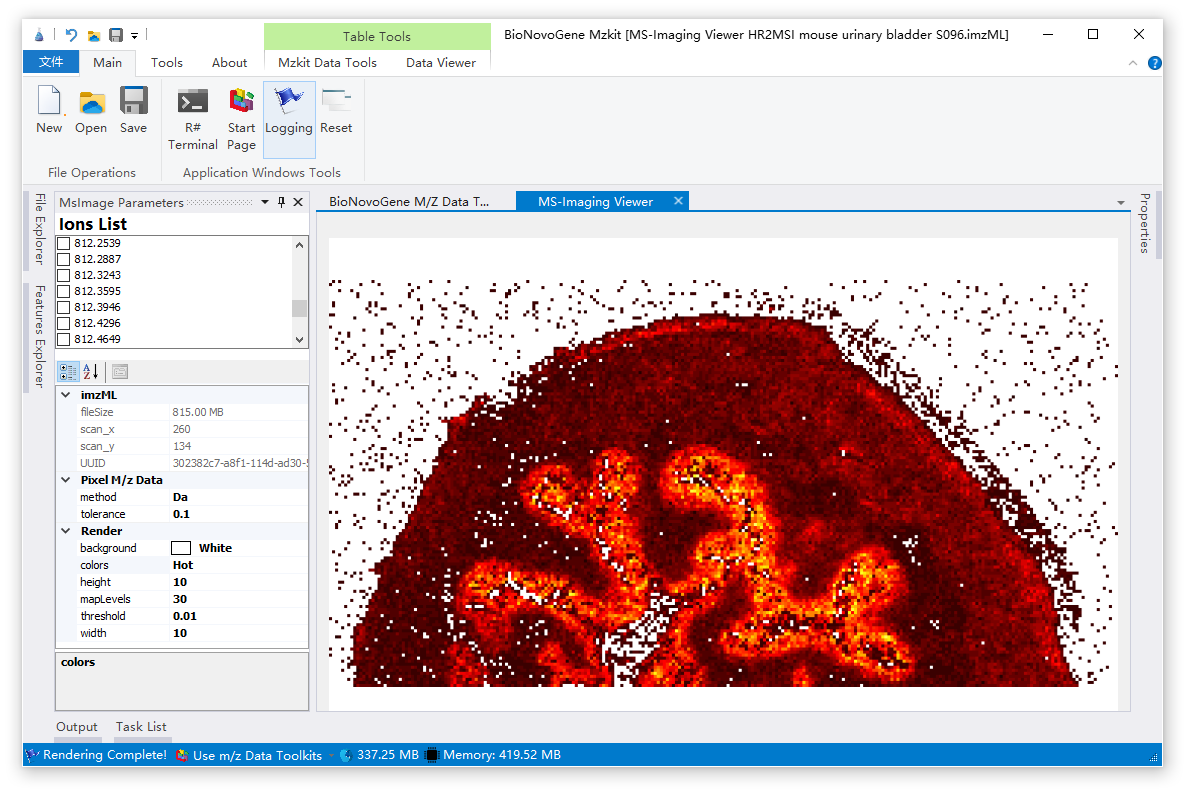 Table Tools
BioNovoGene Mzkit [MS-Imaging Viewer HR2MSI mouse urinary bladder S096.imzML]
文件 Main Tools About Mzkit Data Tools Data Viewer
New Open Save R# Terminal Start Page Logging Reset
File Operations Application Windows Tools
File Explorer
Features Explorer
MsImage Parameters
Ions List
812.2539
812.2887
812.3243
812.3595
812.3946
812.4296
812.4649
imzML
fileSize 815.00 MB
scan_x 260
scan_y 134
UUID 302382c7-a8f1-114d-ad30-
Pixel M/z Data
method Da
tolerance 0.1
Render
background White
colors Hot
height 10
mapLevels 30
threshold 0.01
width 10
colors
BioNovoGene M/Z Data T... MS-Imaging Viewer
Properties
Output Task List
Rendering Complete! Use m/z Data Toolkits 337.25 MB Memory: 419.52 MB